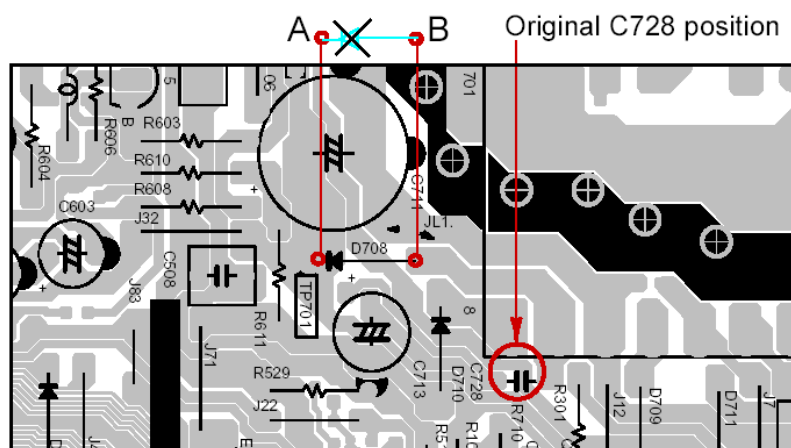 A
B
Original C728 position
5
06
701
R603
R606
B
R604
R610
R608
C603
J32
C711
JL1.
D708
C508
TP701
J83
R611
8
J71
R529
C713
D710
C728
R710
R301
J12
D709
D711
J7
J22